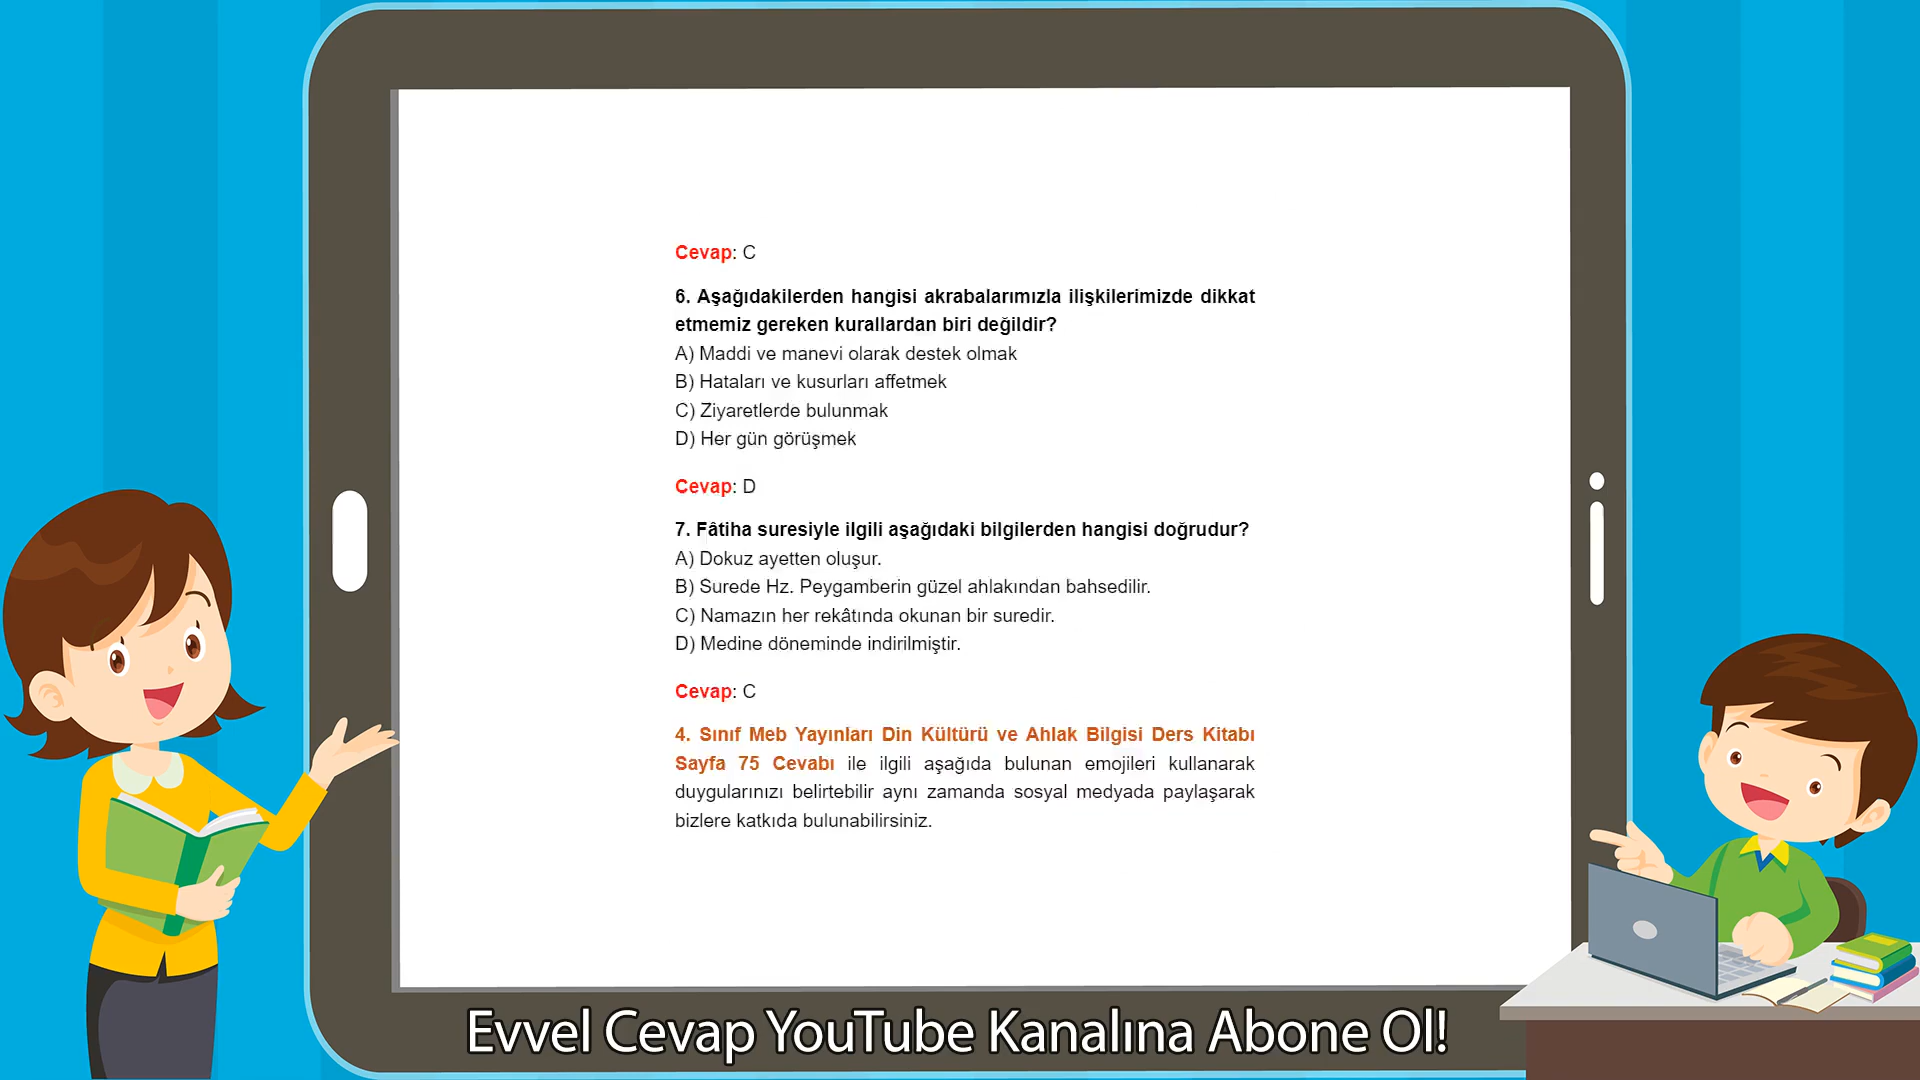 Cevap: C
6. Aşağıdakilerden hangisi akrabalarımızla ilişkilerimizde dikkat
etmemiz gereken kurallardan biri değildir?
A) Maddi ve manevi olarak destek olmak
B) Hataları ve kusurları affetmek
C) Ziyaretlerde bulunmak
D) Her gün görüşmek
Cevap: D
7. Fâtiha suresiyle ilgili aşağıdaki bilgilerden hangisi doğrudur?
A) Dokuz ayetten oluşur.
B) Surede Hz. Peygamberin güzel ahlakından bahsedilir.
C) Namazın her rekâtında okunan bir suredir.
D) Medine döneminde indirilmiştir.
Cevap: C
4. Sınıf Meb Yayınları Din Kültürü ve Ahlak Bilgisi Ders Kitabı
Sayfa 75 Cevabı ile ilgili aşağıda bulunan emojileri kullanarak
duygularınızı belirtebilir aynı zamanda sosyal medyada paylaşarak
bizlere katkıda bulunabilirsiniz.
Evvel Cevap YouTube Kanalına Abone Ol!